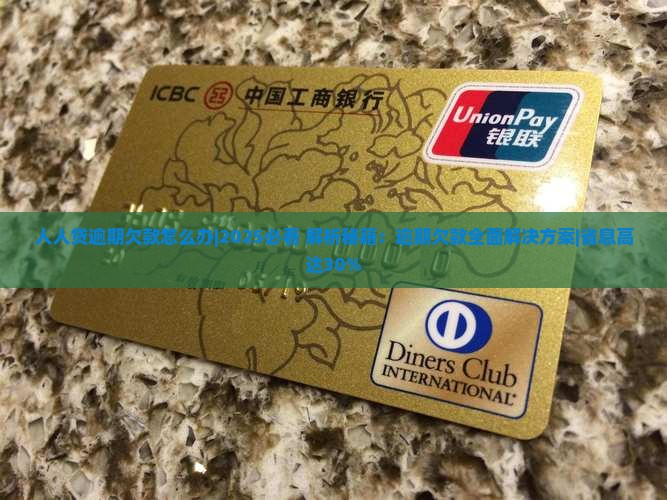 ICBC 中国工商银行
UnionPay
银联
人人贷逾期欠款怎么办|2025必看 解析秘籍：逾期欠款全面解决方案|省息高
达30%
Diners Club
INTERNATIONAL